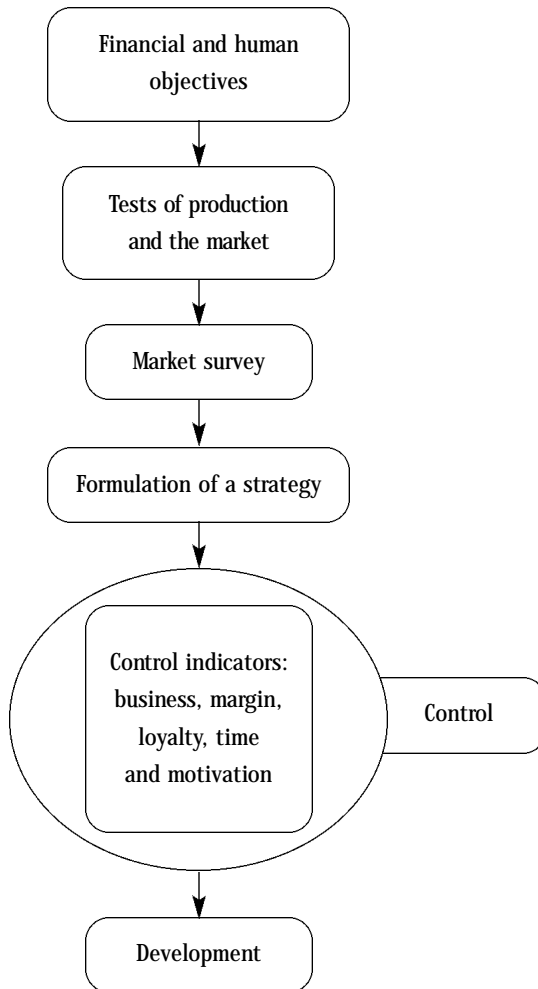 Financial and human
objectives
Tests of production
and the market
Market survey
Formulation of a strategy
Control indicators:
business, margin,
loyalty, time
and motivation
Control
Development